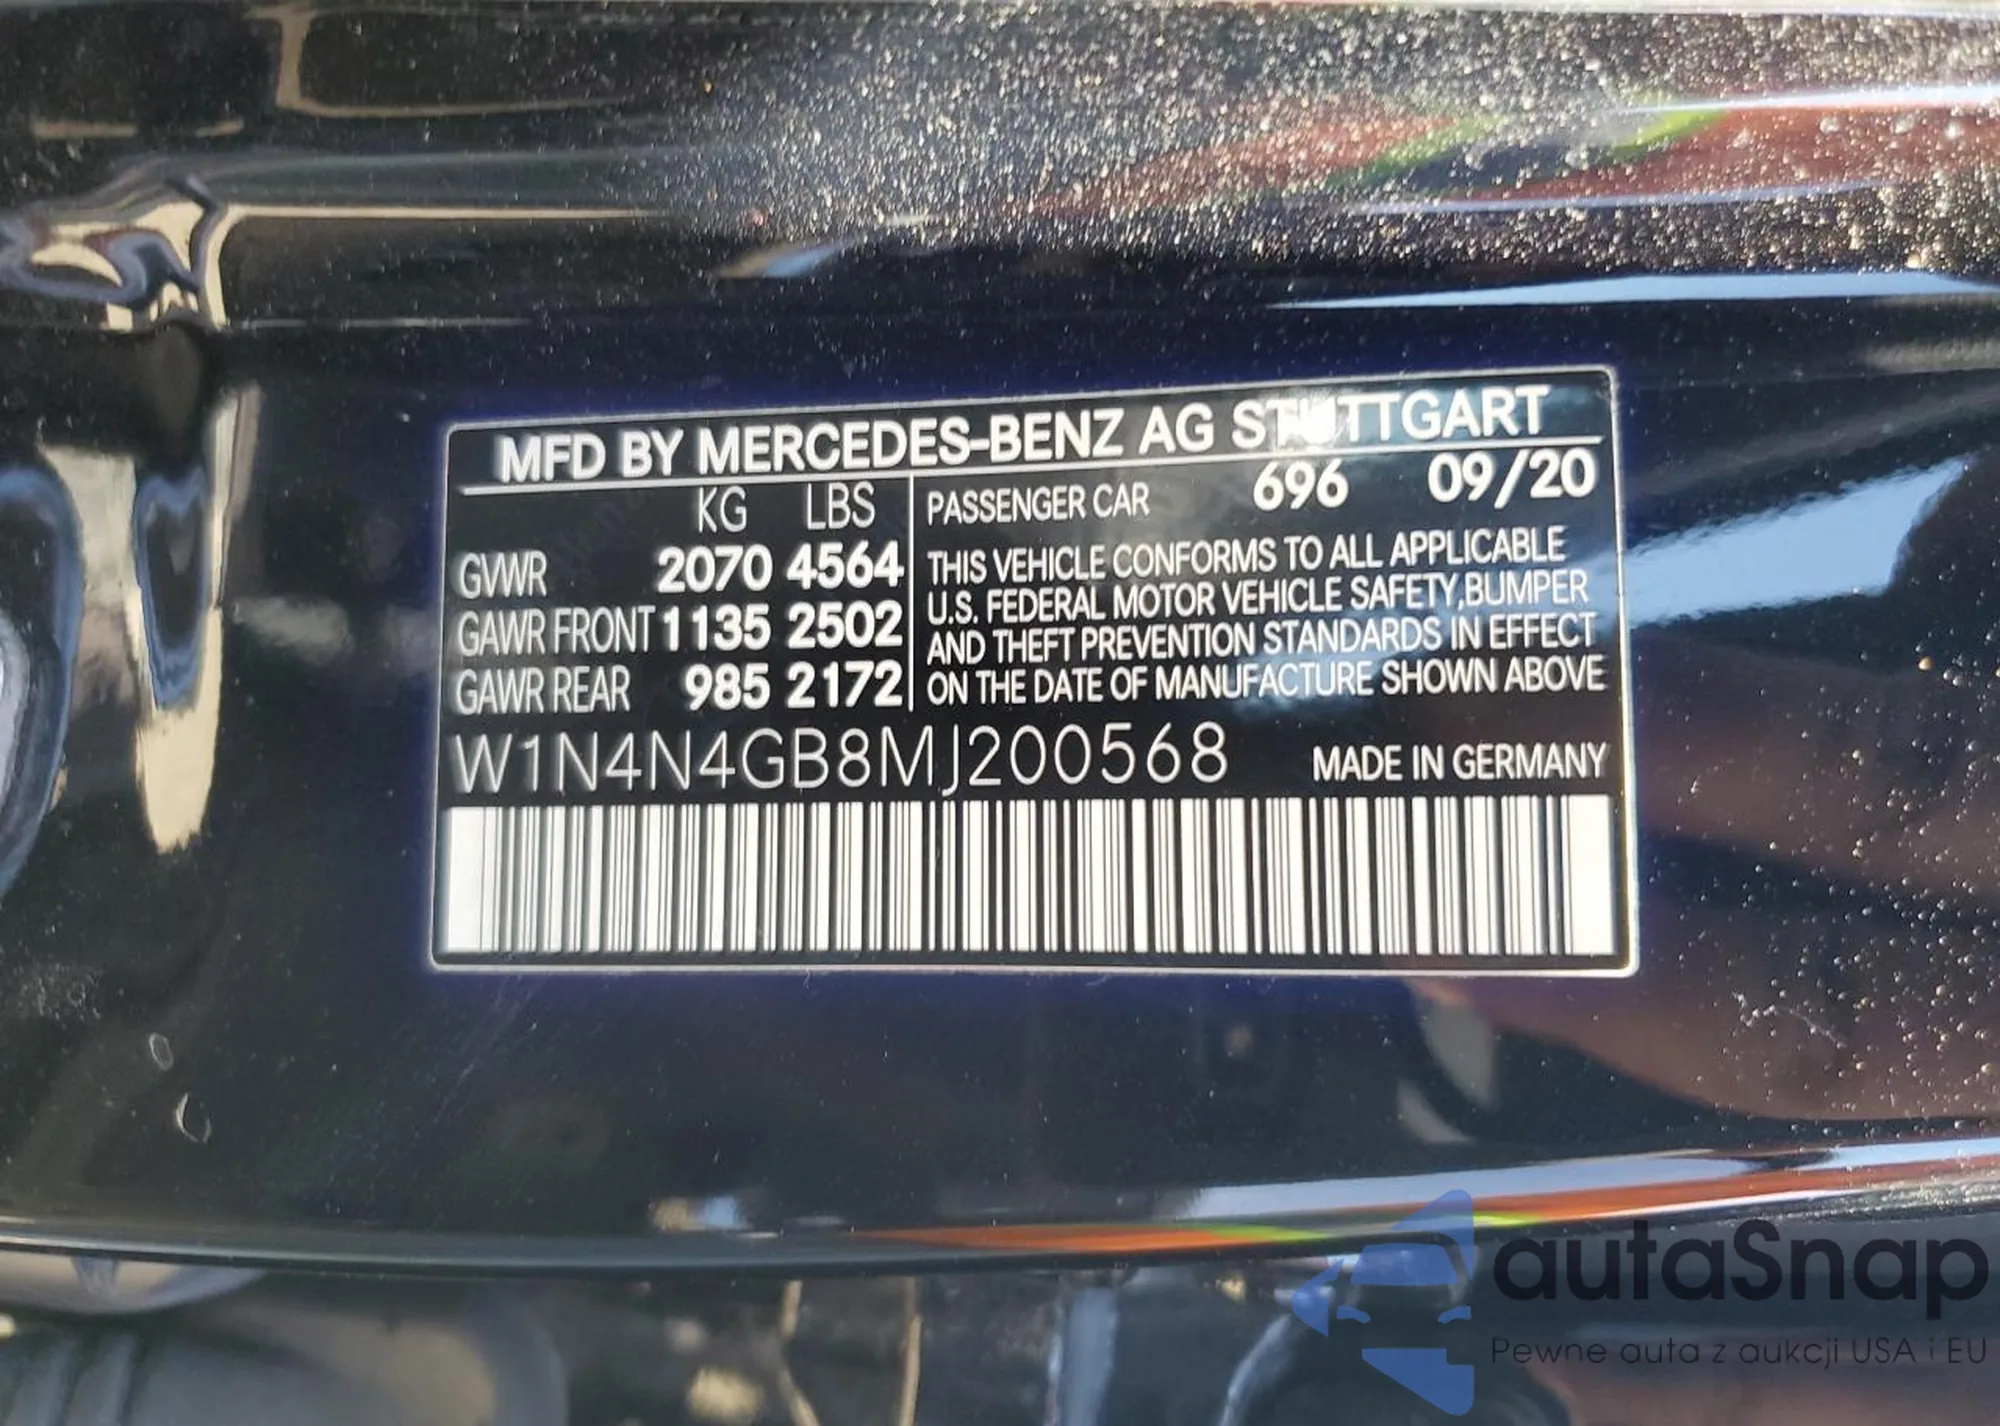 MFD BY MERCEDES-BENZ AG STUTTGART
KG LBS
PASSENGER CAR 696 09/20
GVWR 2070 4564
GAWR FRONT 1135 2502
GAWR REAR 985 2172
THIS VEHICLE CONFORMS TO ALL APPLICABLE
U.S. FEDERAL MOTOR VEHICLE SAFETY,BUMPER
AND THEFT PREVENTION STANDARDS IN EFFECT
ON THE DATE OF MANUFACTURE SHOWN ABOVE
W1N4N4GB8MJ200568 MADE IN GERMANY
autaSnap
Pewne auta z aukcji USA i EU